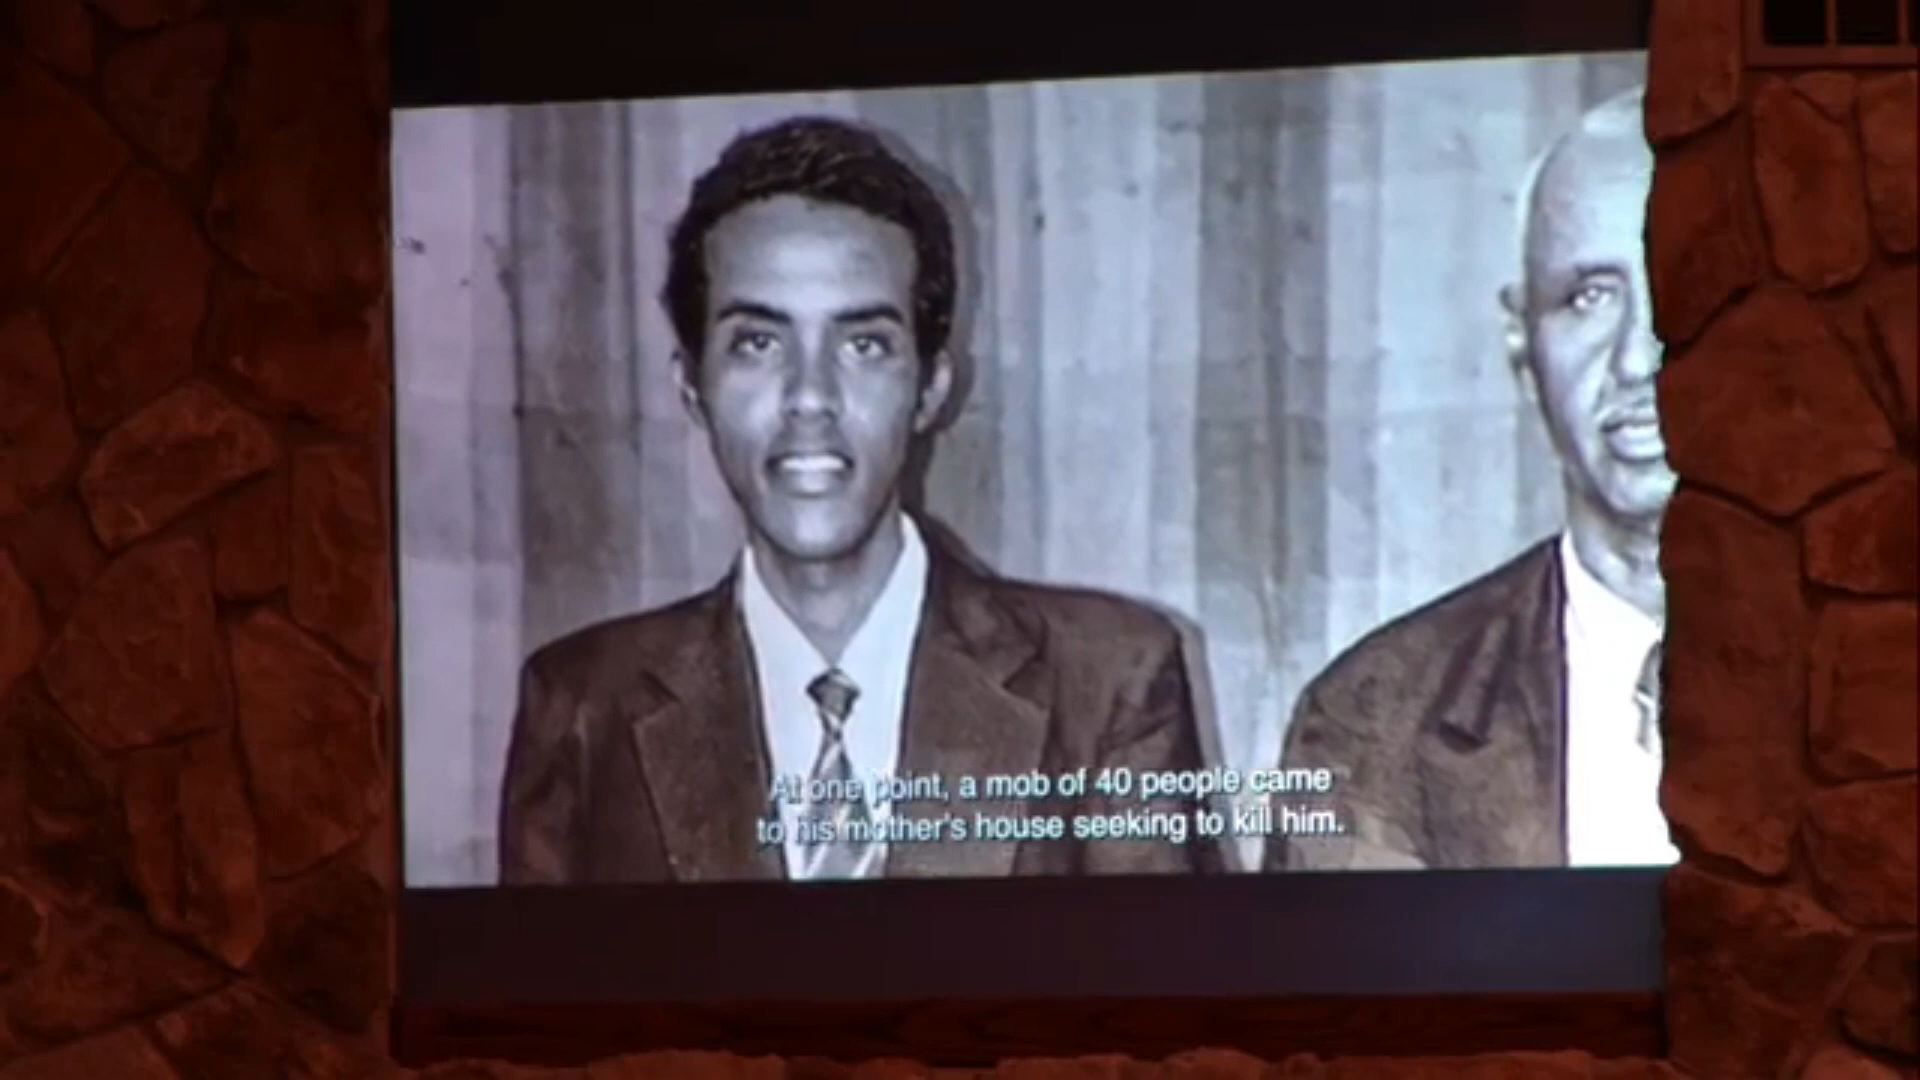 At one point, a mob of 40 people came
to his mother's house seeking to kill him.